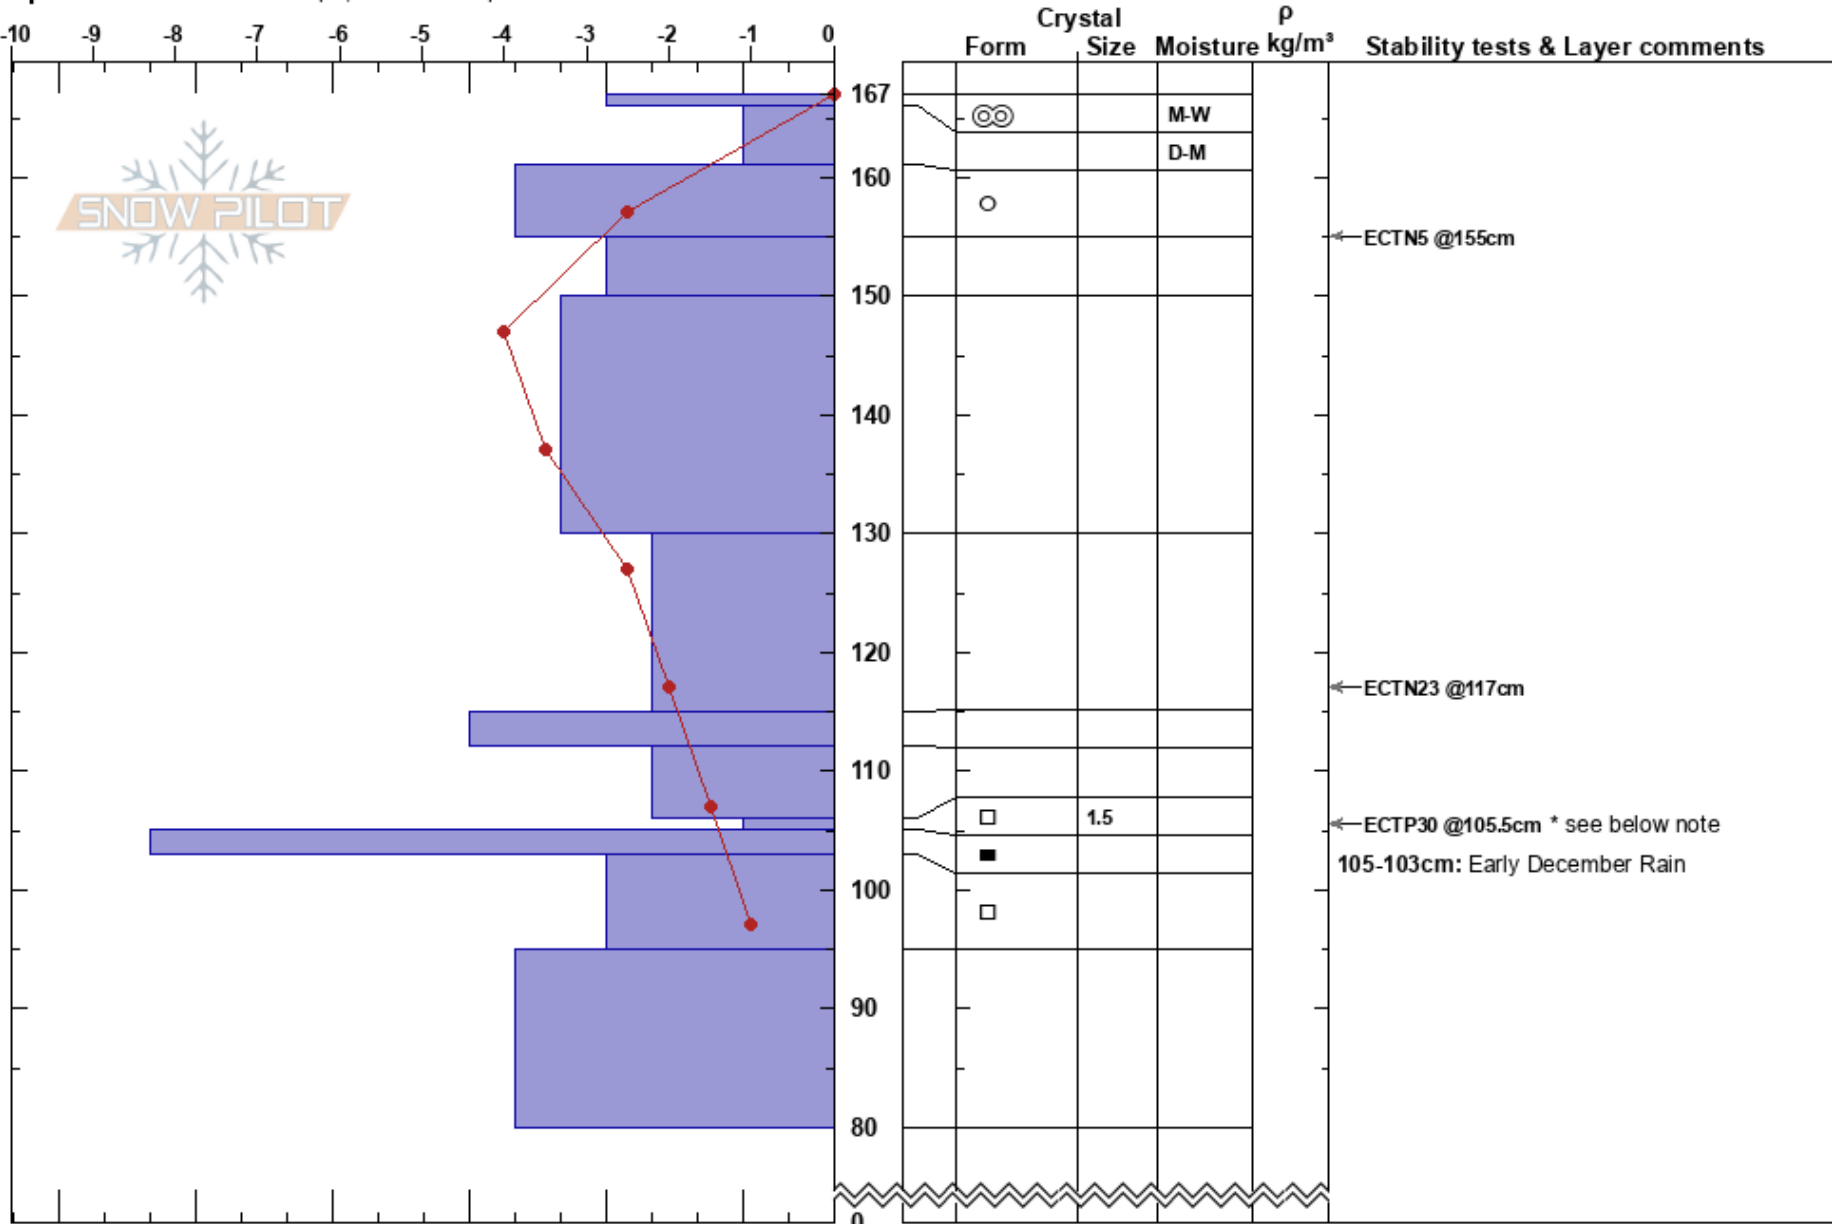 Crystal ρ
-10 -9 -8 -7 -6 -5 -4 -3 -2 -1 0 Form Size Moisture kg/m³ Stability tests & Layer comments
167
M-W
D-M
160
SNOW PILOT
ECTN5 @155cm
150
140
130
120
ECTN23 @117cm
110
1.5
ECTP30 @105.5cm * see below note
105-103cm: Early December Rain
100
90
80
0